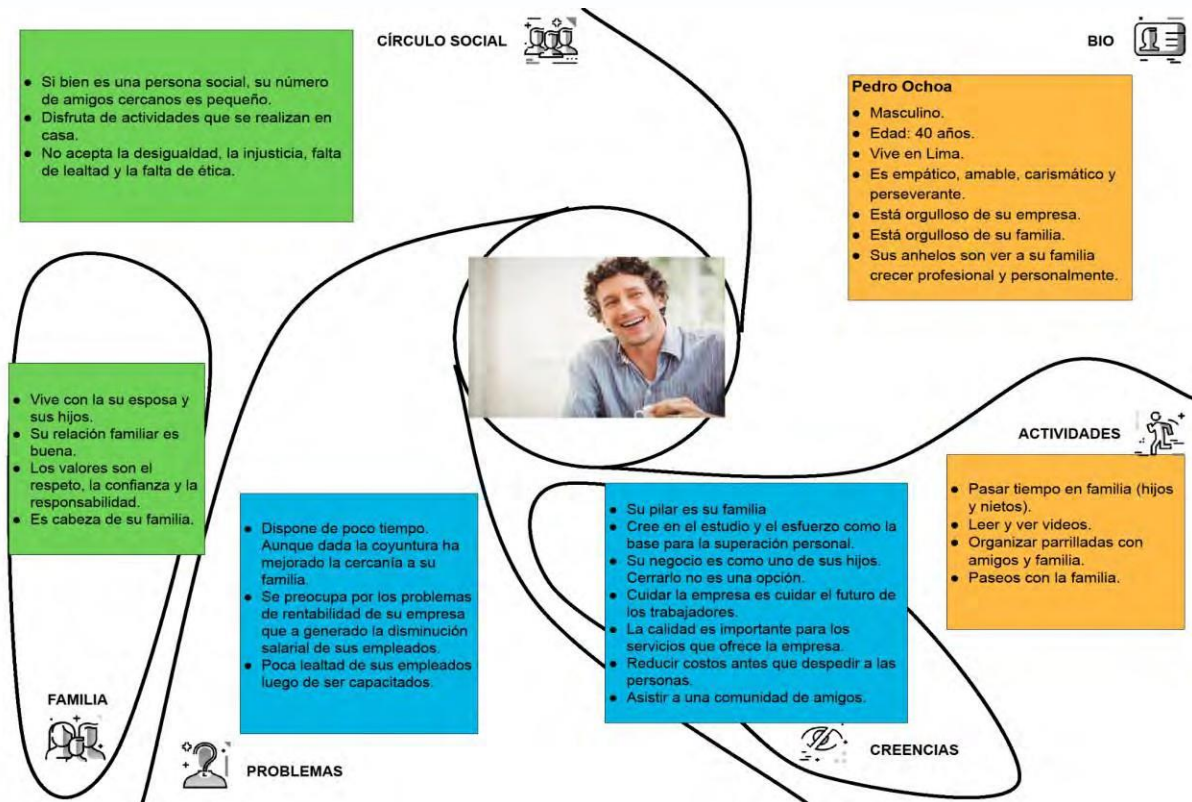 CÍRCULO SOCIAL
• Si bien es una persona social, su número
de amigos cercanos es pequeño.
• Disfruta de actividades que se realizan en
casa.
• No acepta la desigualdad, la injusticia, falta
de lealtad y la falta de ética.
BIO
Pedro Ochoa
• Masculino.
• Edad: 40 años.
• Vive en Lima.
• Es empático, amable, carismático y
perseverante.
• Está orgulloso de su empresa.
• Está orgulloso de su familia.
• Sus anhelos son ver a su familia
crecer profesional y personalmente.
• Vive con la su esposa y
sus hijos.
• Su relación familiar es
buena.
• Los valores son el
respeto, la confianza y la
responsabilidad.
• Es cabeza de su familia.
FAMILIA
• Dispone de poco tiempo.
Aunque dada la coyuntura ha
mejorado la cercanía a su
familia.
• Se preocupa por los problemas
de rentabilidad de su empresa
que a generado la disminución
salarial de sus empleados.
• Poca lealtad de sus empleados
luego de ser capacitados.
PROBLEMAS
• Su pilar es su familia
• Cree en el estudio y el esfuerzo como la
base para la superación personal.
• Su negocio es como uno de sus hijos.
Cerrarlo no es una opción.
• Cuidar la empresa es cuidar el futuro de
los trabajadores.
• La calidad es importante para los
servicios que ofrece la empresa.
• Reducir costos antes que despedir a las
personas.
• Asistir a una comunidad de amigos.
CREENCIAS
ACTIVIDADES
• Pasar tiempo en familia (hijos
y nietos).
• Leer y ver videos.
• Organizar parrilladas con
amigos y familia.
• Paseos con la familia.